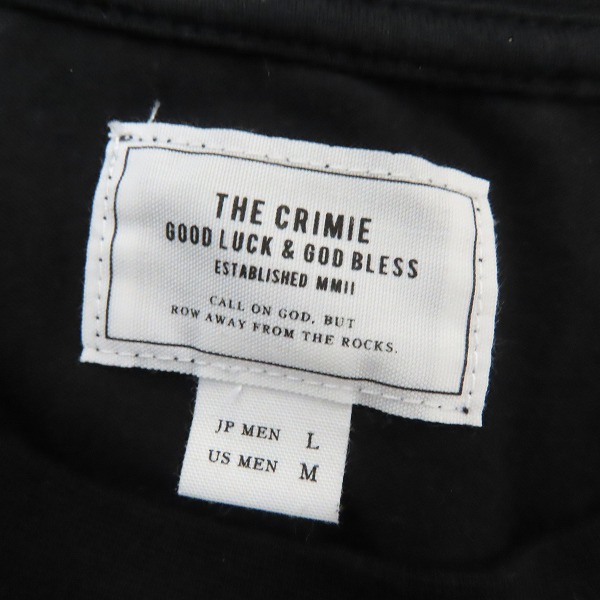 THE CRIMIE
GOOD LUCK & GOD BLESS
ESTABLISHED MMII
CALL ON GOD, BUT
ROW AWAY FROM THE ROCKS.
JP MEN L
US MEN M